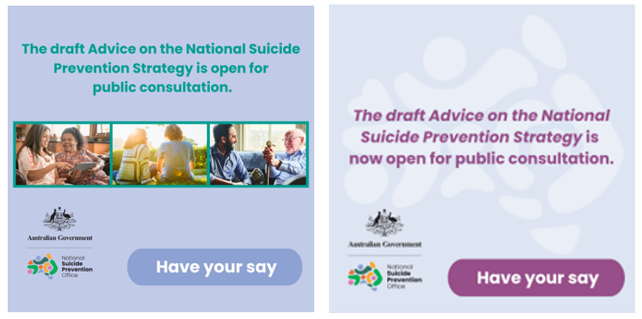 The draft Advice on the National Suicide
Prevention Strategy is open for
public consultation.
Australian Government
National
Suicide
Prevention
Office
Have your say
The draft Advice on the National
Suicide Prevention Strategy is
now open for public consultation.
Australian Government
National
Suicide
Prevention
Office
Have your say